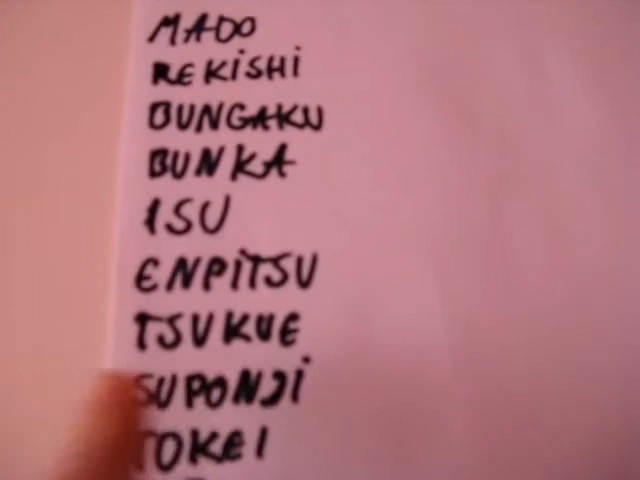 MADO
REKiSHi
BUNGAKU
BUNKA
ISU
ENPiTSU
TSUKUE
SUPONJi
TOKEI